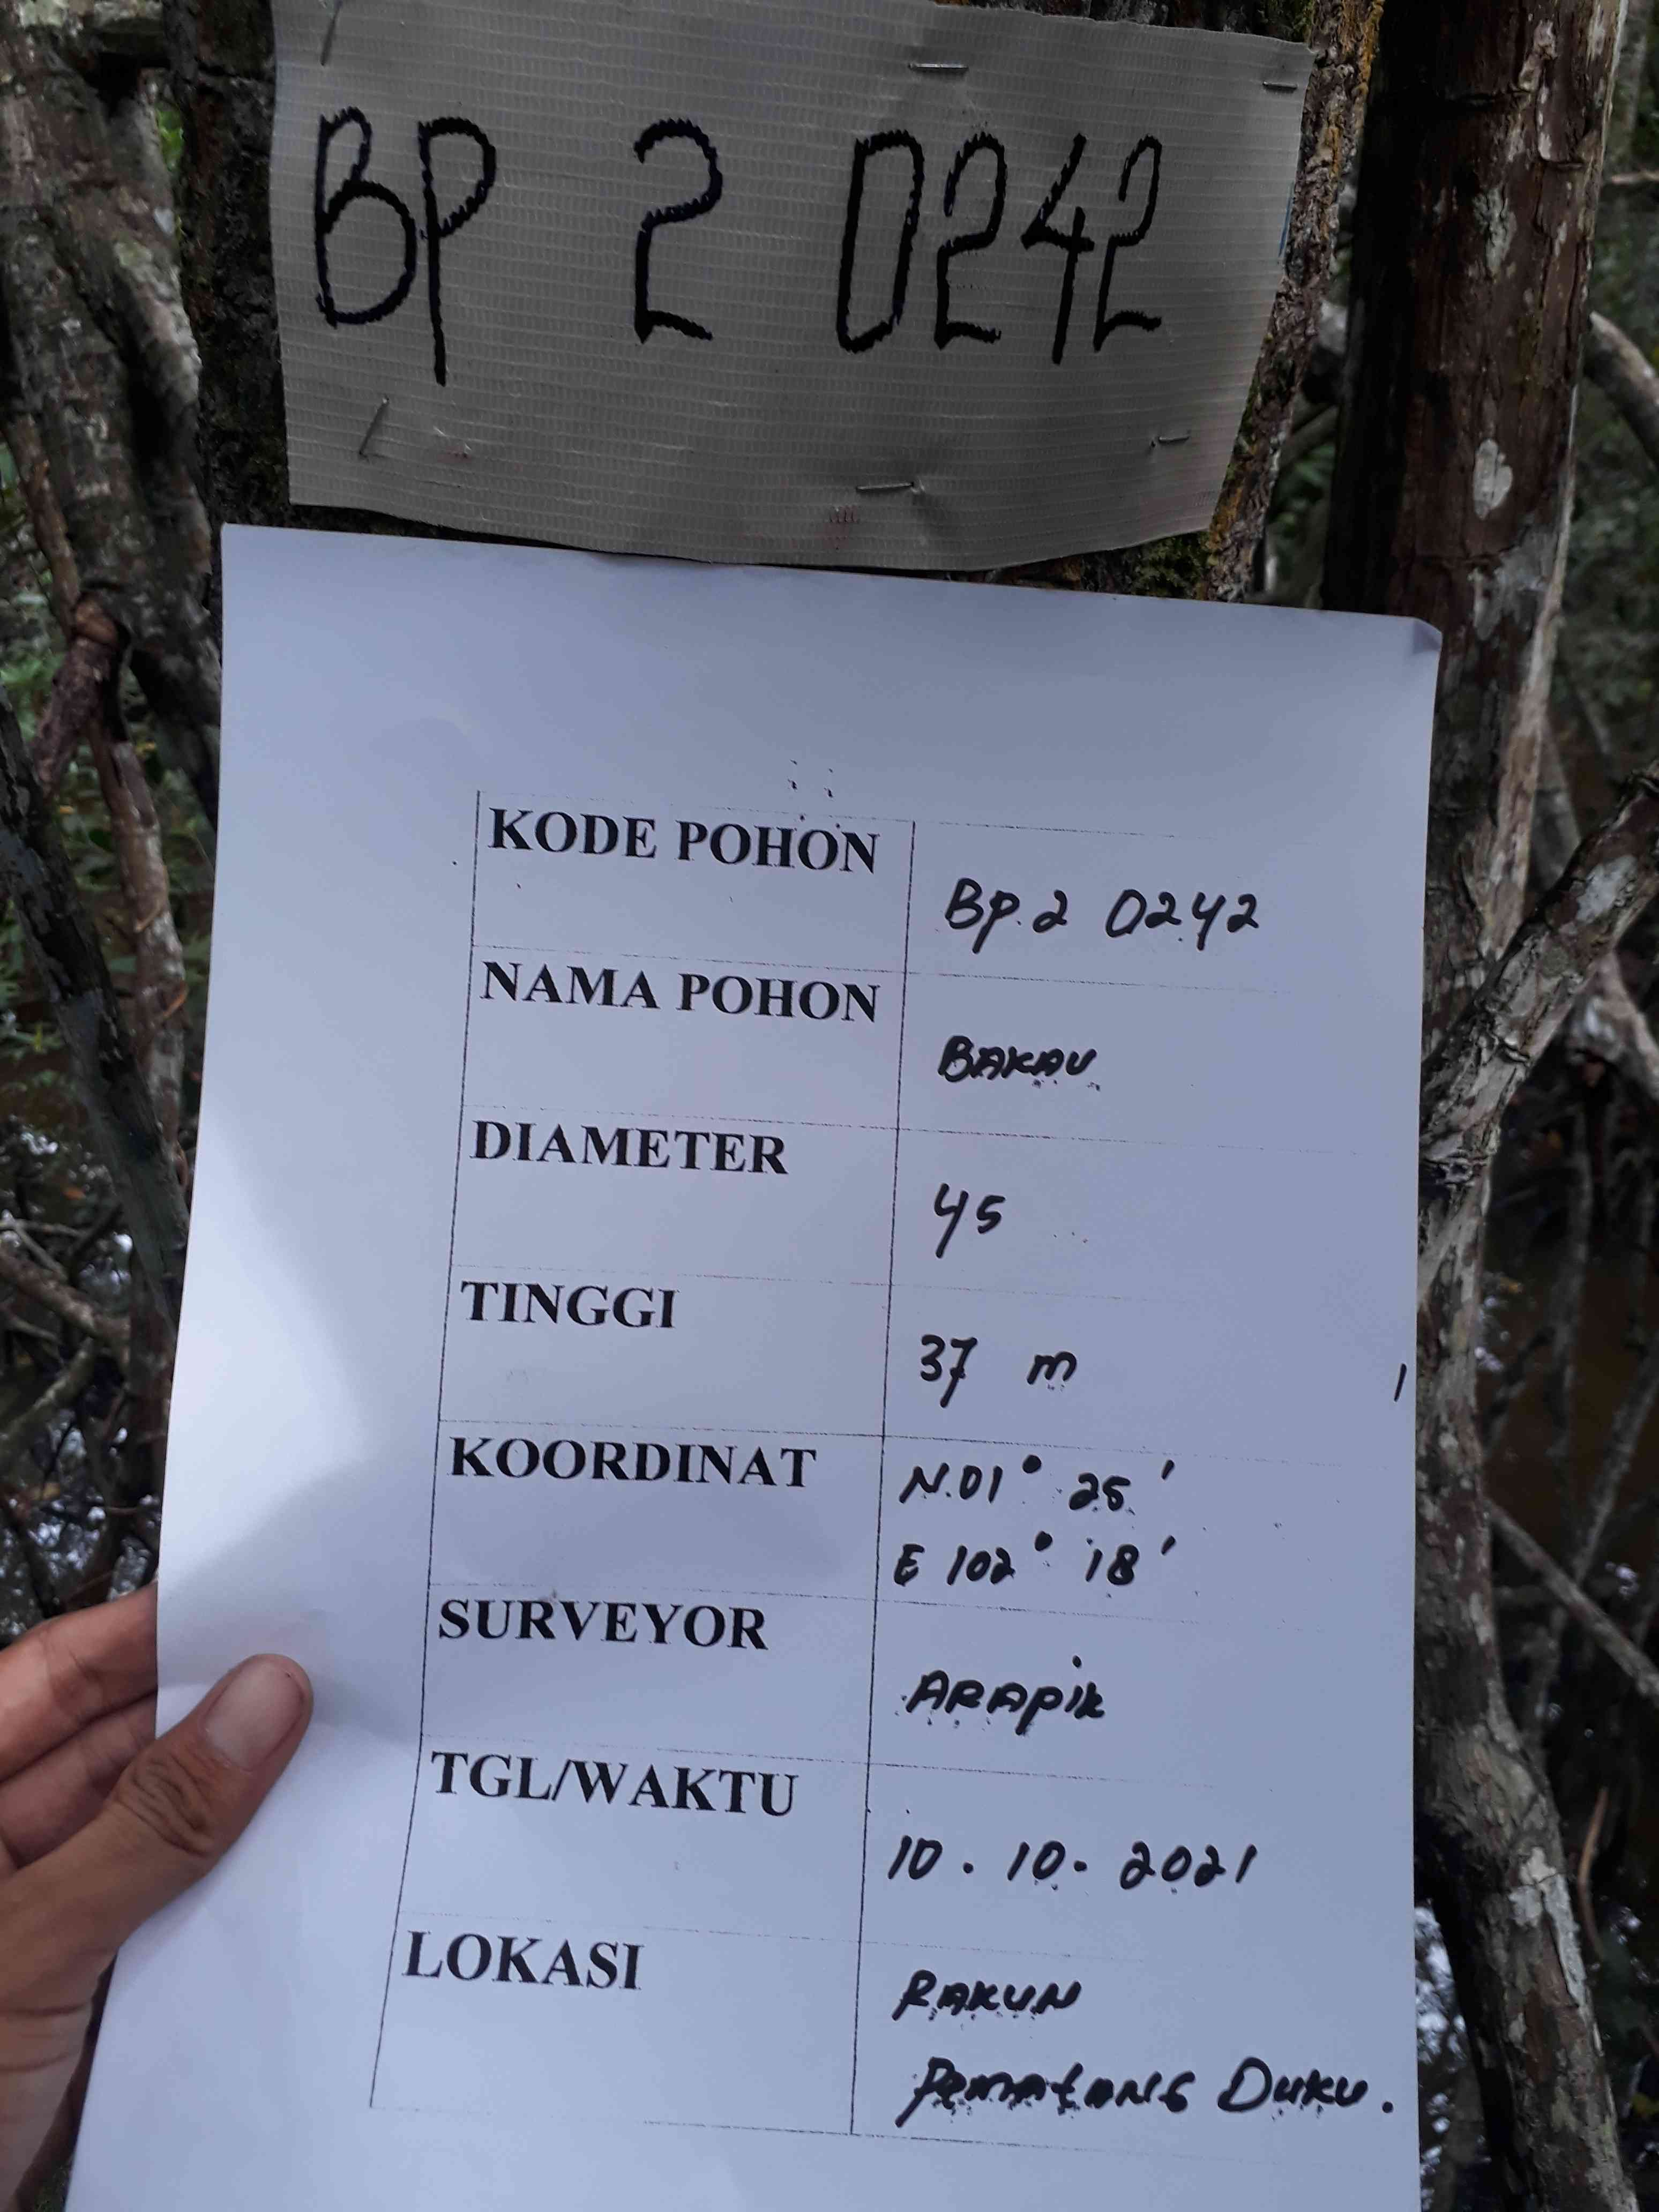 BP 2 0242
KODE POHON
BP.2 0242
NAMA POHON
BAKAU
DIAMETER
45
TINGGI
37 m
KOORDINAT
N.01° 25'
E 102° 18'
SURVEYOR
ARAPIK
TGL/WAKTU
10.10.2021
LOKASI
RAKUN
Pematang Duku.